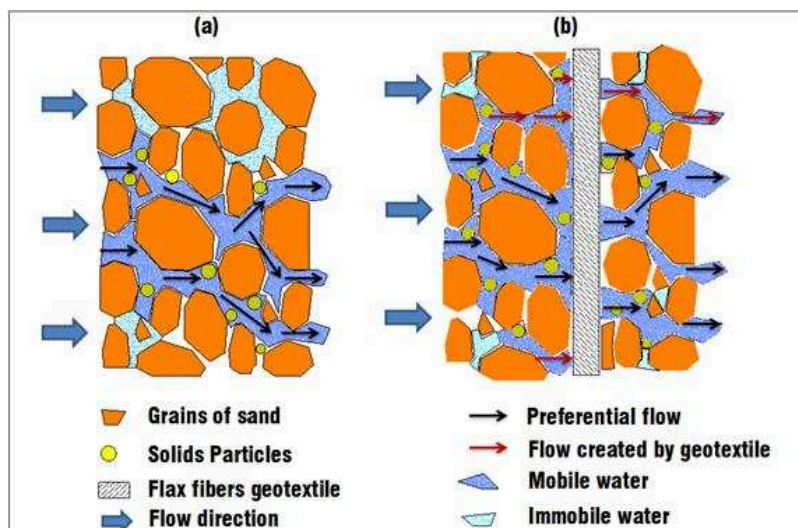 (a)
(b)
Grains of sand
Solids Particles
Flax fibers geotextile
Flow direction
Preferential flow
Flow created by geotextile
Mobile water
Immobile water